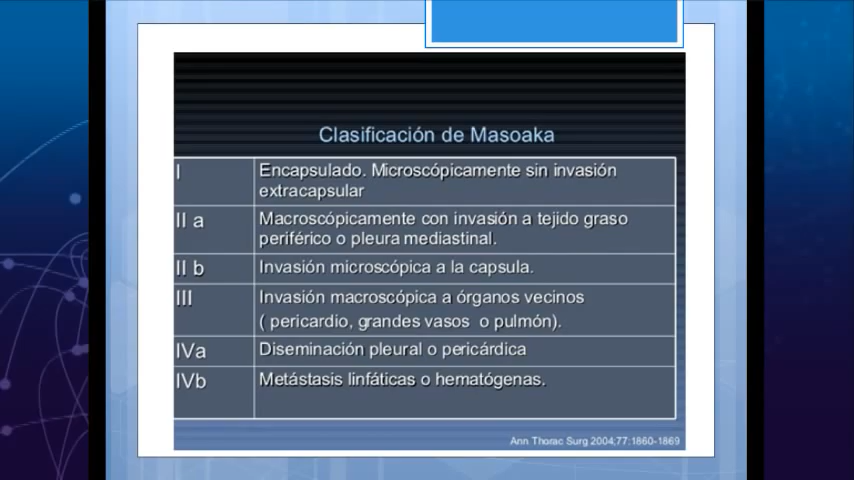 Clasificación de Masoaka
I
Encapsulado. Microscópicamente sin invasión
extracapsular
II a
Macroscópicamente con invasión a tejido graso
periférico o pleura mediastinal.
II b
Invasión microscópica a la capsula.
III
Invasión macroscópica a órganos vecinos
( pericardio, grandes vasos o pulmón).
IVa
Diseminación pleural o pericárdica
IVb
Metástasis linfáticas o hematógenas.
Ann Thorac Surg 2004;77:1860-1869